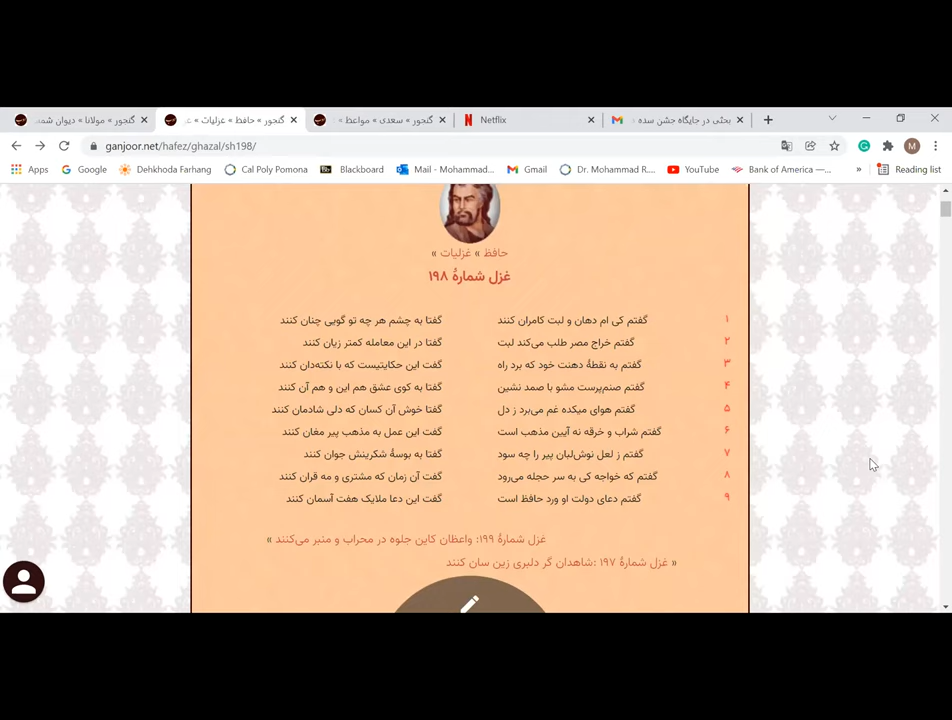 گنجور » مولانا » دیوان شمـ
گنجور » حافظ » غزلیات » غـ
گنجور » سعدی » مواعظ »
Netflix
بحثی در جایگاه جشن سده د
ganjoor.net/hafez/ghazal/sh198/
M
Apps
Google
Dehkhoda Farhang
Cal Poly Pomona
Bb
Blackboard
Mail - Mohammad...
Gmail
Dr. Mohammad R....
YouTube
Bank of America —...
»
Reading list
حافظ » غزلیات »
غزل شمارهٔ ۱۹۸
۱ گفتم کی ام دهان و لبت کامران کنند گفتا به چشم هر چه تو گویی چنان کنند
۲ گفتم خراج مصر طلب می‌کند لبت گفتا در این معامله کمتر زیان کنند
۳ گفتم به نقطهٔ دهنت خود که برد راه گفت این حکایتیست که با نکته‌دان کنند
۴ گفتم صنم‌پرست مشو با صمد نشین گفتا به کوی عشق هم این و هم آن کنند
۵ گفتم هوای میکده غم می‌برد ز دل گفتا خوش آن کسان که دلی شادمان کنند
۶ گفتم شراب و خرقه نه آیین مذهب است گفت این عمل به مذهب پیر مغان کنند
۷ گفتم ز لعل نوش‌لبان پیر را چه سود گفتا به بوسهٔ شکرینش جوان کنند
۸ گفتم که خواجه کی به سر حجله می‌رود گفت آن زمان که مشتری و مه قران کنند
۹ گفتم دعای دولت او ورد حافظ است گفت این دعا ملایک هفت آسمان کنند
غزل شمارهٔ ۱۹۹: واعظان کاین جلوه در محراب و منبر می‌کنند »
« غزل شمارهٔ ۱۹۷ :شاهدان گر دلبری زین سان کنند